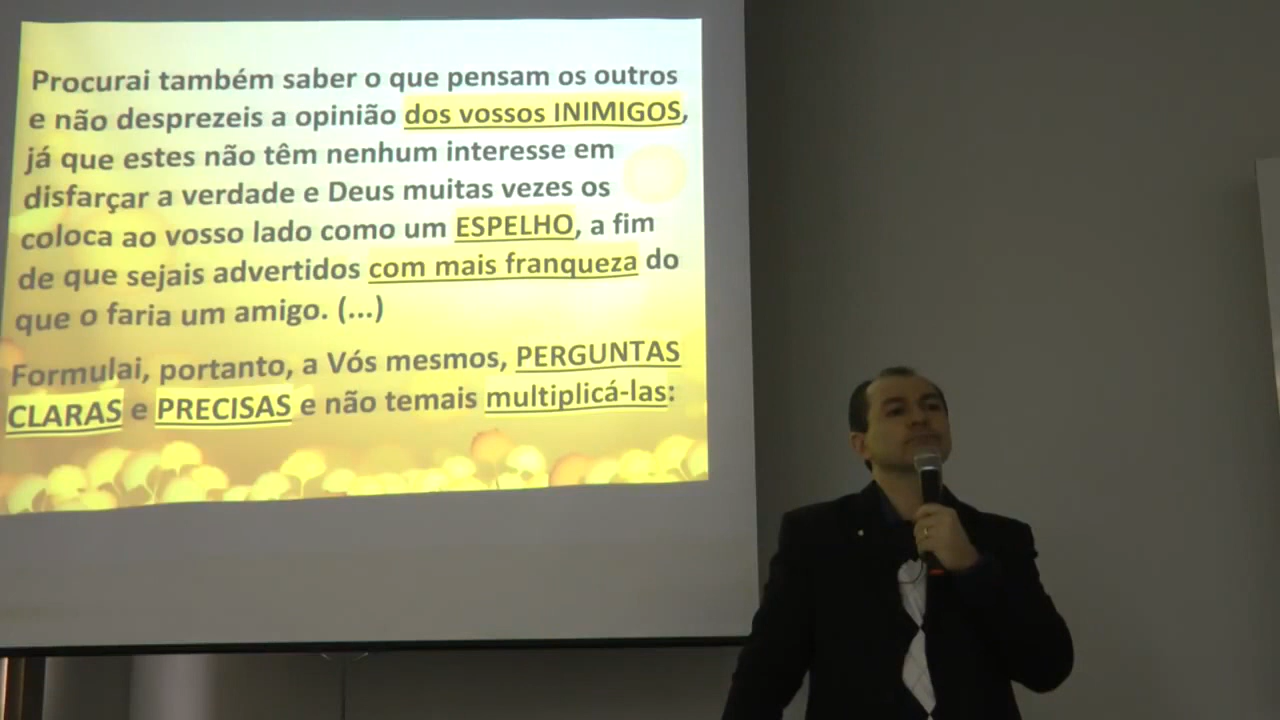 Procurai também saber o que pensam os outros
e não desprezeis a opinião dos vossos INIMIGOS,
já que estes não têm nenhum interesse em
disfarçar a verdade e Deus muitas vezes os
coloca ao vosso lado como um ESPELHO, a fim
de que sejais advertidos com mais franqueza do
que o faria um amigo. (...)
Formulai, portanto, a Vós mesmos, PERGUNTAS
CLARAS e PRECISAS e não temais multiplicá-las: